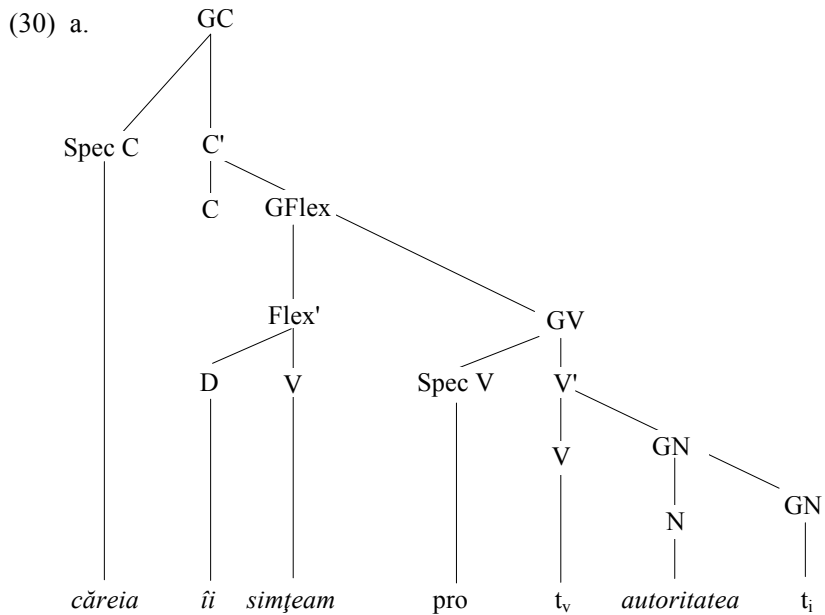 (30) a.
GC
Spec C C'
C GFlex
Flex' GV
D V Spec V V'
V GN
N GN
căreia îi simţeam pro tv autoritatea ti